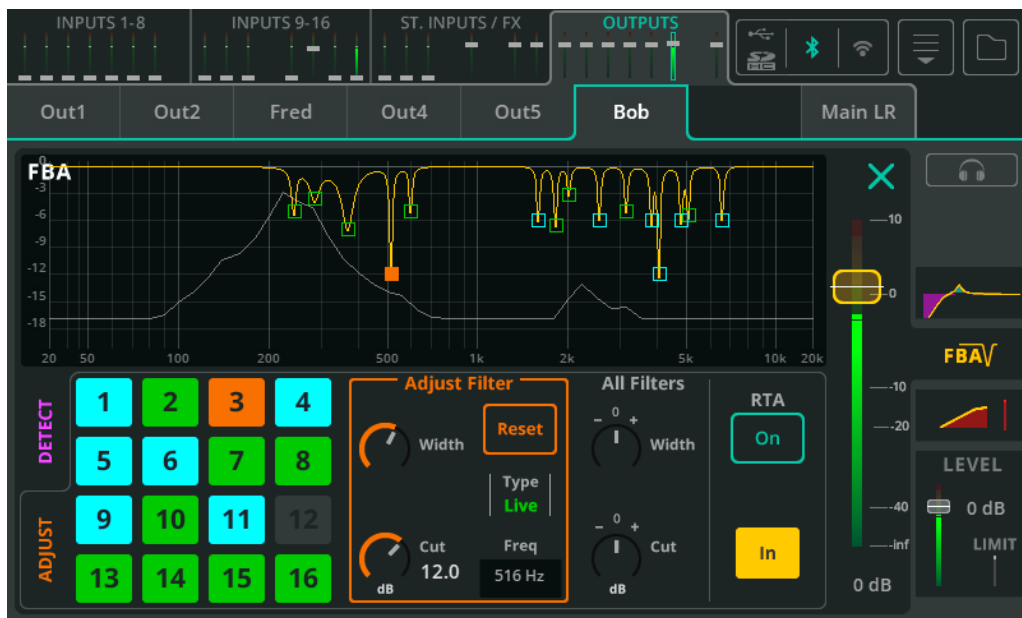 INPUTS 1-8 INPUTS 9-16 ST. INPUTS / FX OUTPUTS
Out1 Out2 Fred Out4 Out5 Bob Main LR
FBA
0
-3
-6
-9
-12
-15
-18
20 50 100 200 500 1k 2k 5k 10k 20k
10
0
-10
-20
-40
-inf
0 dB
FBA
LEVEL
0 dB
LIMIT
DETECT
ADJUST
1 2 3 4
5 6 7 8
9 10 11 12
13 14 15 16
Adjust Filter
Width
Reset
Type
Live
Cut
12.0
dB
Freq
516 Hz
All Filters
- 0 +
Width
- 0 +
Cut
dB
RTA
On
In